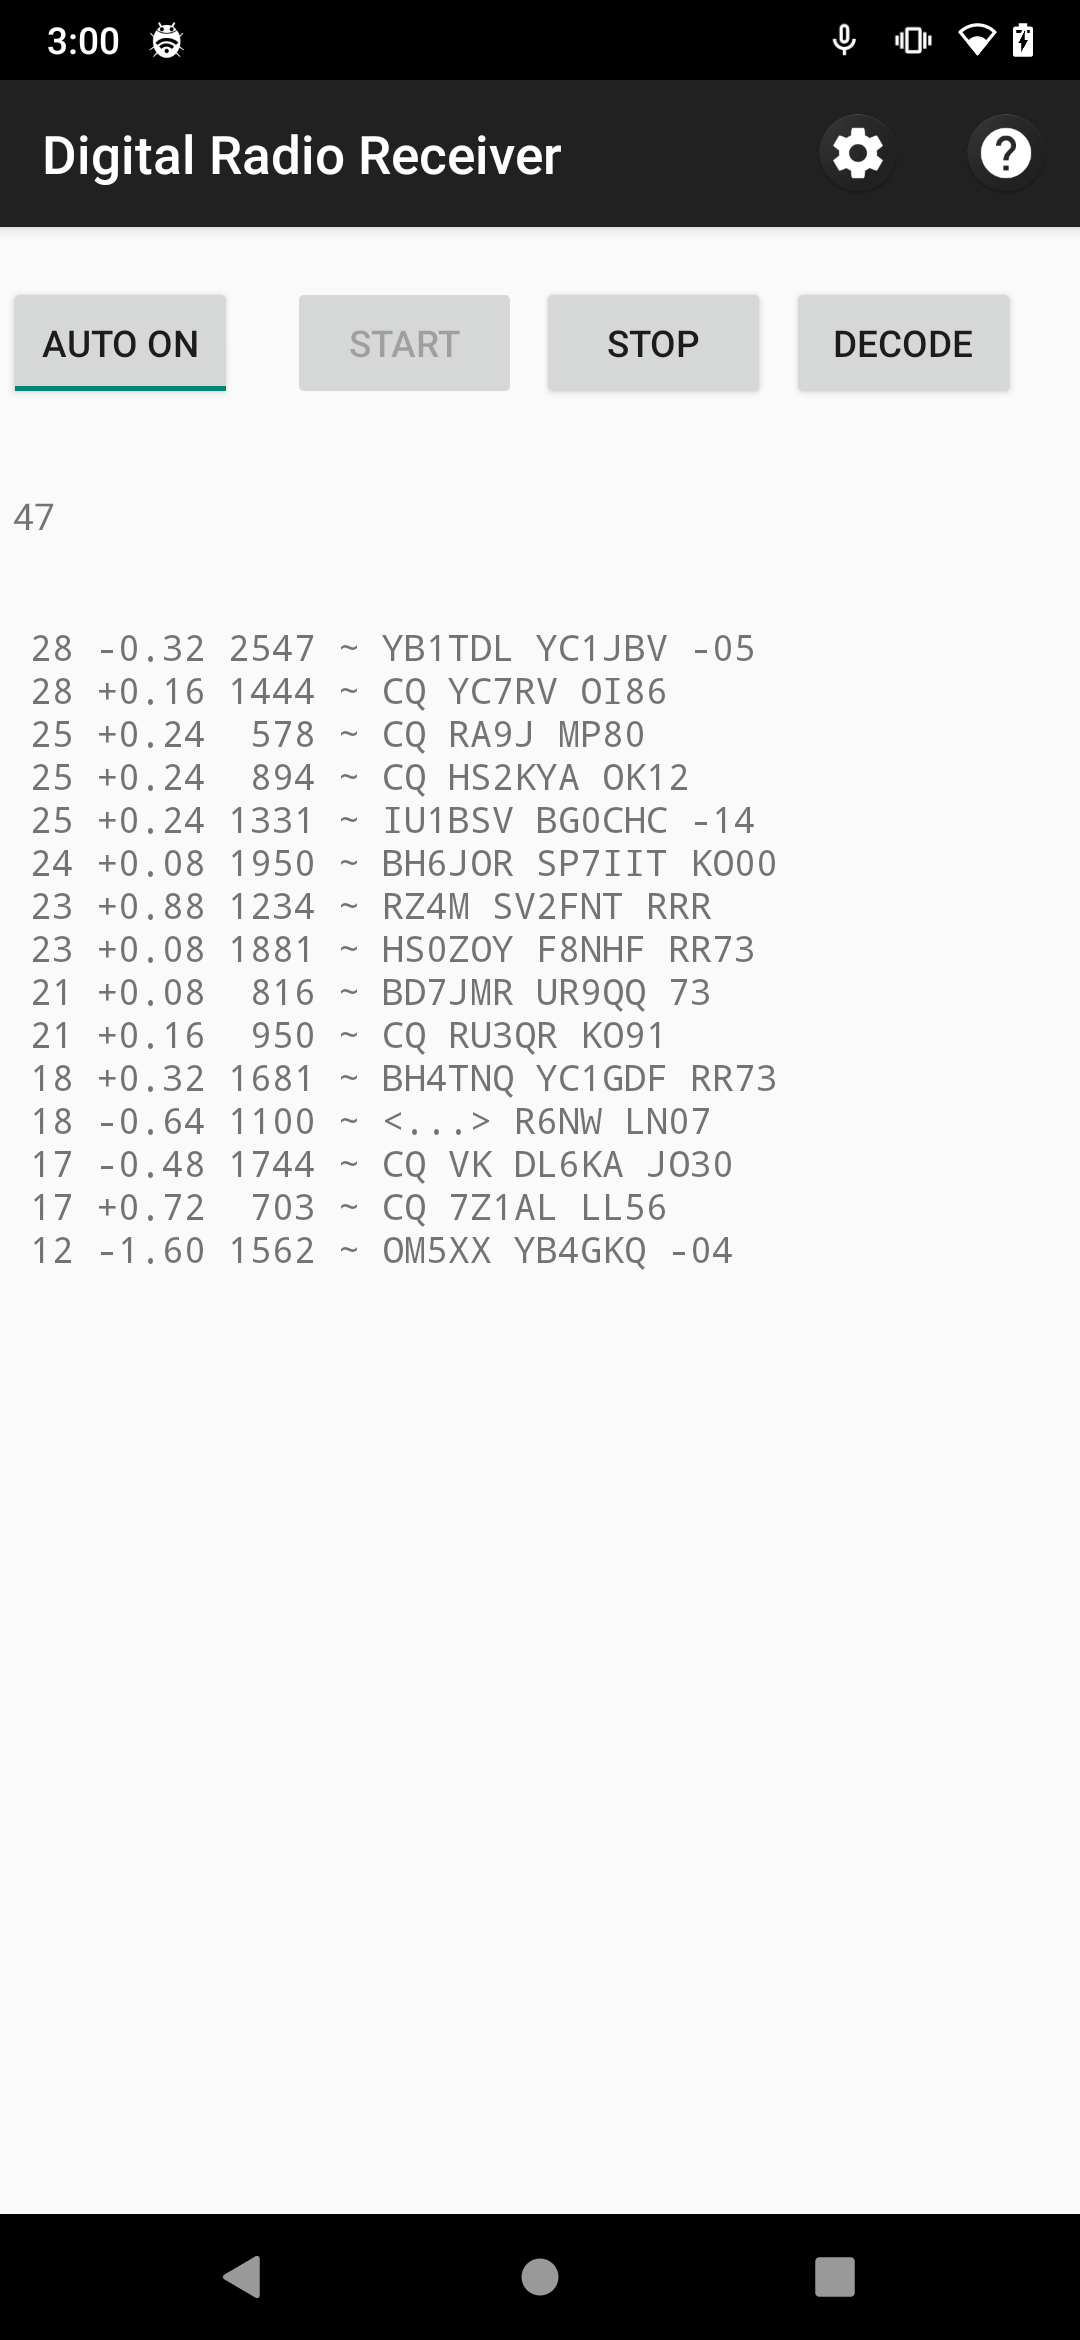 3:00
Digital Radio Receiver
AUTO ON START STOP DECODE
47
28 -0.32 2547 ~ YB1TDL YC1JBV -05
28 +0.16 1444 ~ CQ YC7RV OI86
25 +0.24  578 ~ CQ RA9J MP80
25 +0.24  894 ~ CQ HS2KYA OK12
25 +0.24 1331 ~ IU1BSV BG0CHC -14
24 +0.08 1950 ~ BH6JOR SP7IIT KO00
23 +0.88 1234 ~ RZ4M SV2FNT RRR
23 +0.08 1881 ~ HS0ZOY F8NHF RR73
21 +0.08  816 ~ BD7JMR UR9QQ 73
21 +0.16  950 ~ CQ RU3QR KO91
18 +0.32 1681 ~ BH4TNQ YC1GDF RR73
18 -0.64 1100 ~ <...> R6NW LN07
17 -0.48 1744 ~ CQ VK DL6KA JO30
17 +0.72  703 ~ CQ 7Z1AL LL56
12 -1.60 1562 ~ OM5XX YB4GKQ -04